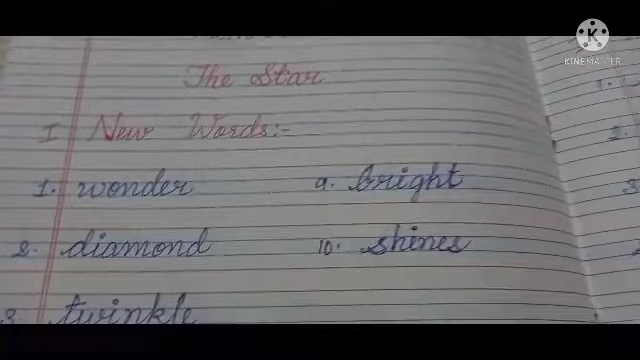 The Star
I New Words:-
1. wonder 9. bright
2. diamond 10. shines
3. twinkle
KINEMASTER